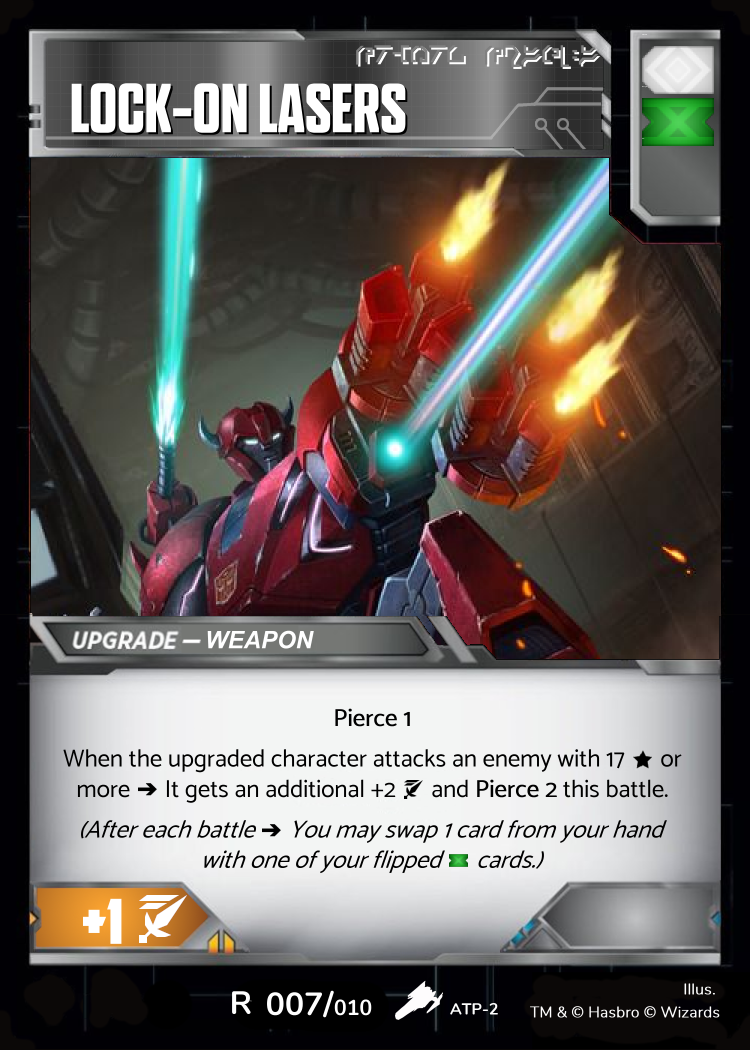 LOCK-ON LASERS
UPGRADE – WEAPON
Pierce 1
When the upgraded character attacks an enemy with 17 ★ or
more ➔ It gets an additional +2 and Pierce 2 this battle.
(After each battle ➔ You may swap 1 card from your hand
with one of your flipped cards.)
+1
R 007/010 ATP-2
Illus.
TM & © Hasbro © Wizards